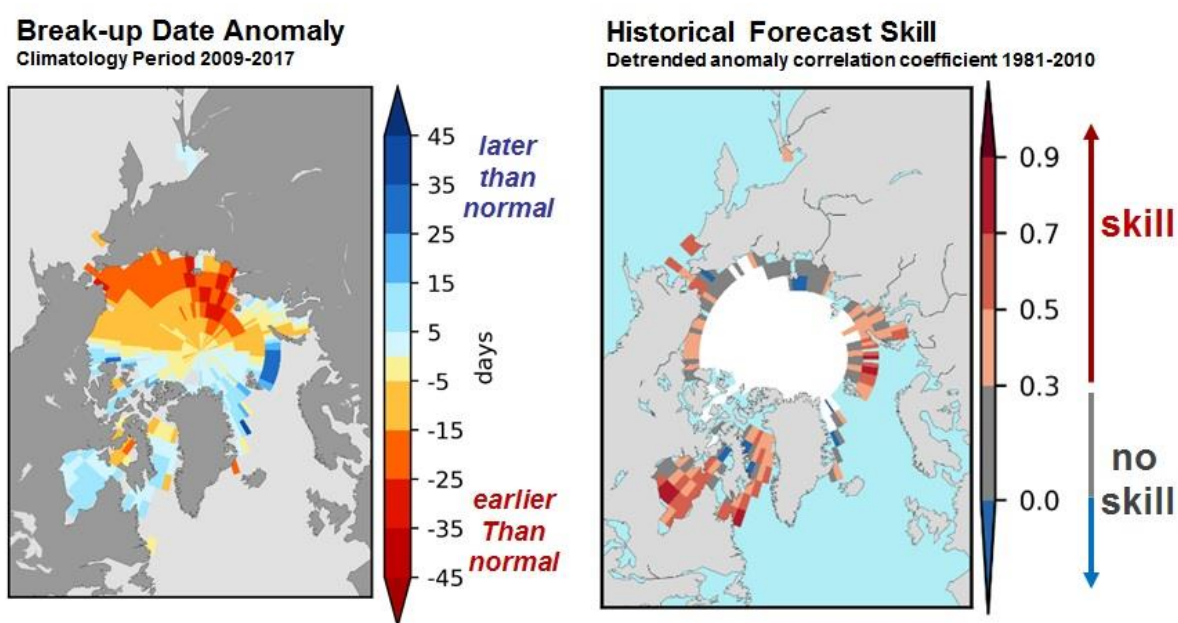 Break-up Date Anomaly
Climatology Period 2009-2017
45
35
25
15
5
-5
-15
-25
-35
-45
days
later
than
normal
earlier
Than
normal
Historical Forecast Skill
Detrended anomaly correlation coefficient 1981-2010
0.9
0.7
0.5
0.3
0.0
skill
no
skill